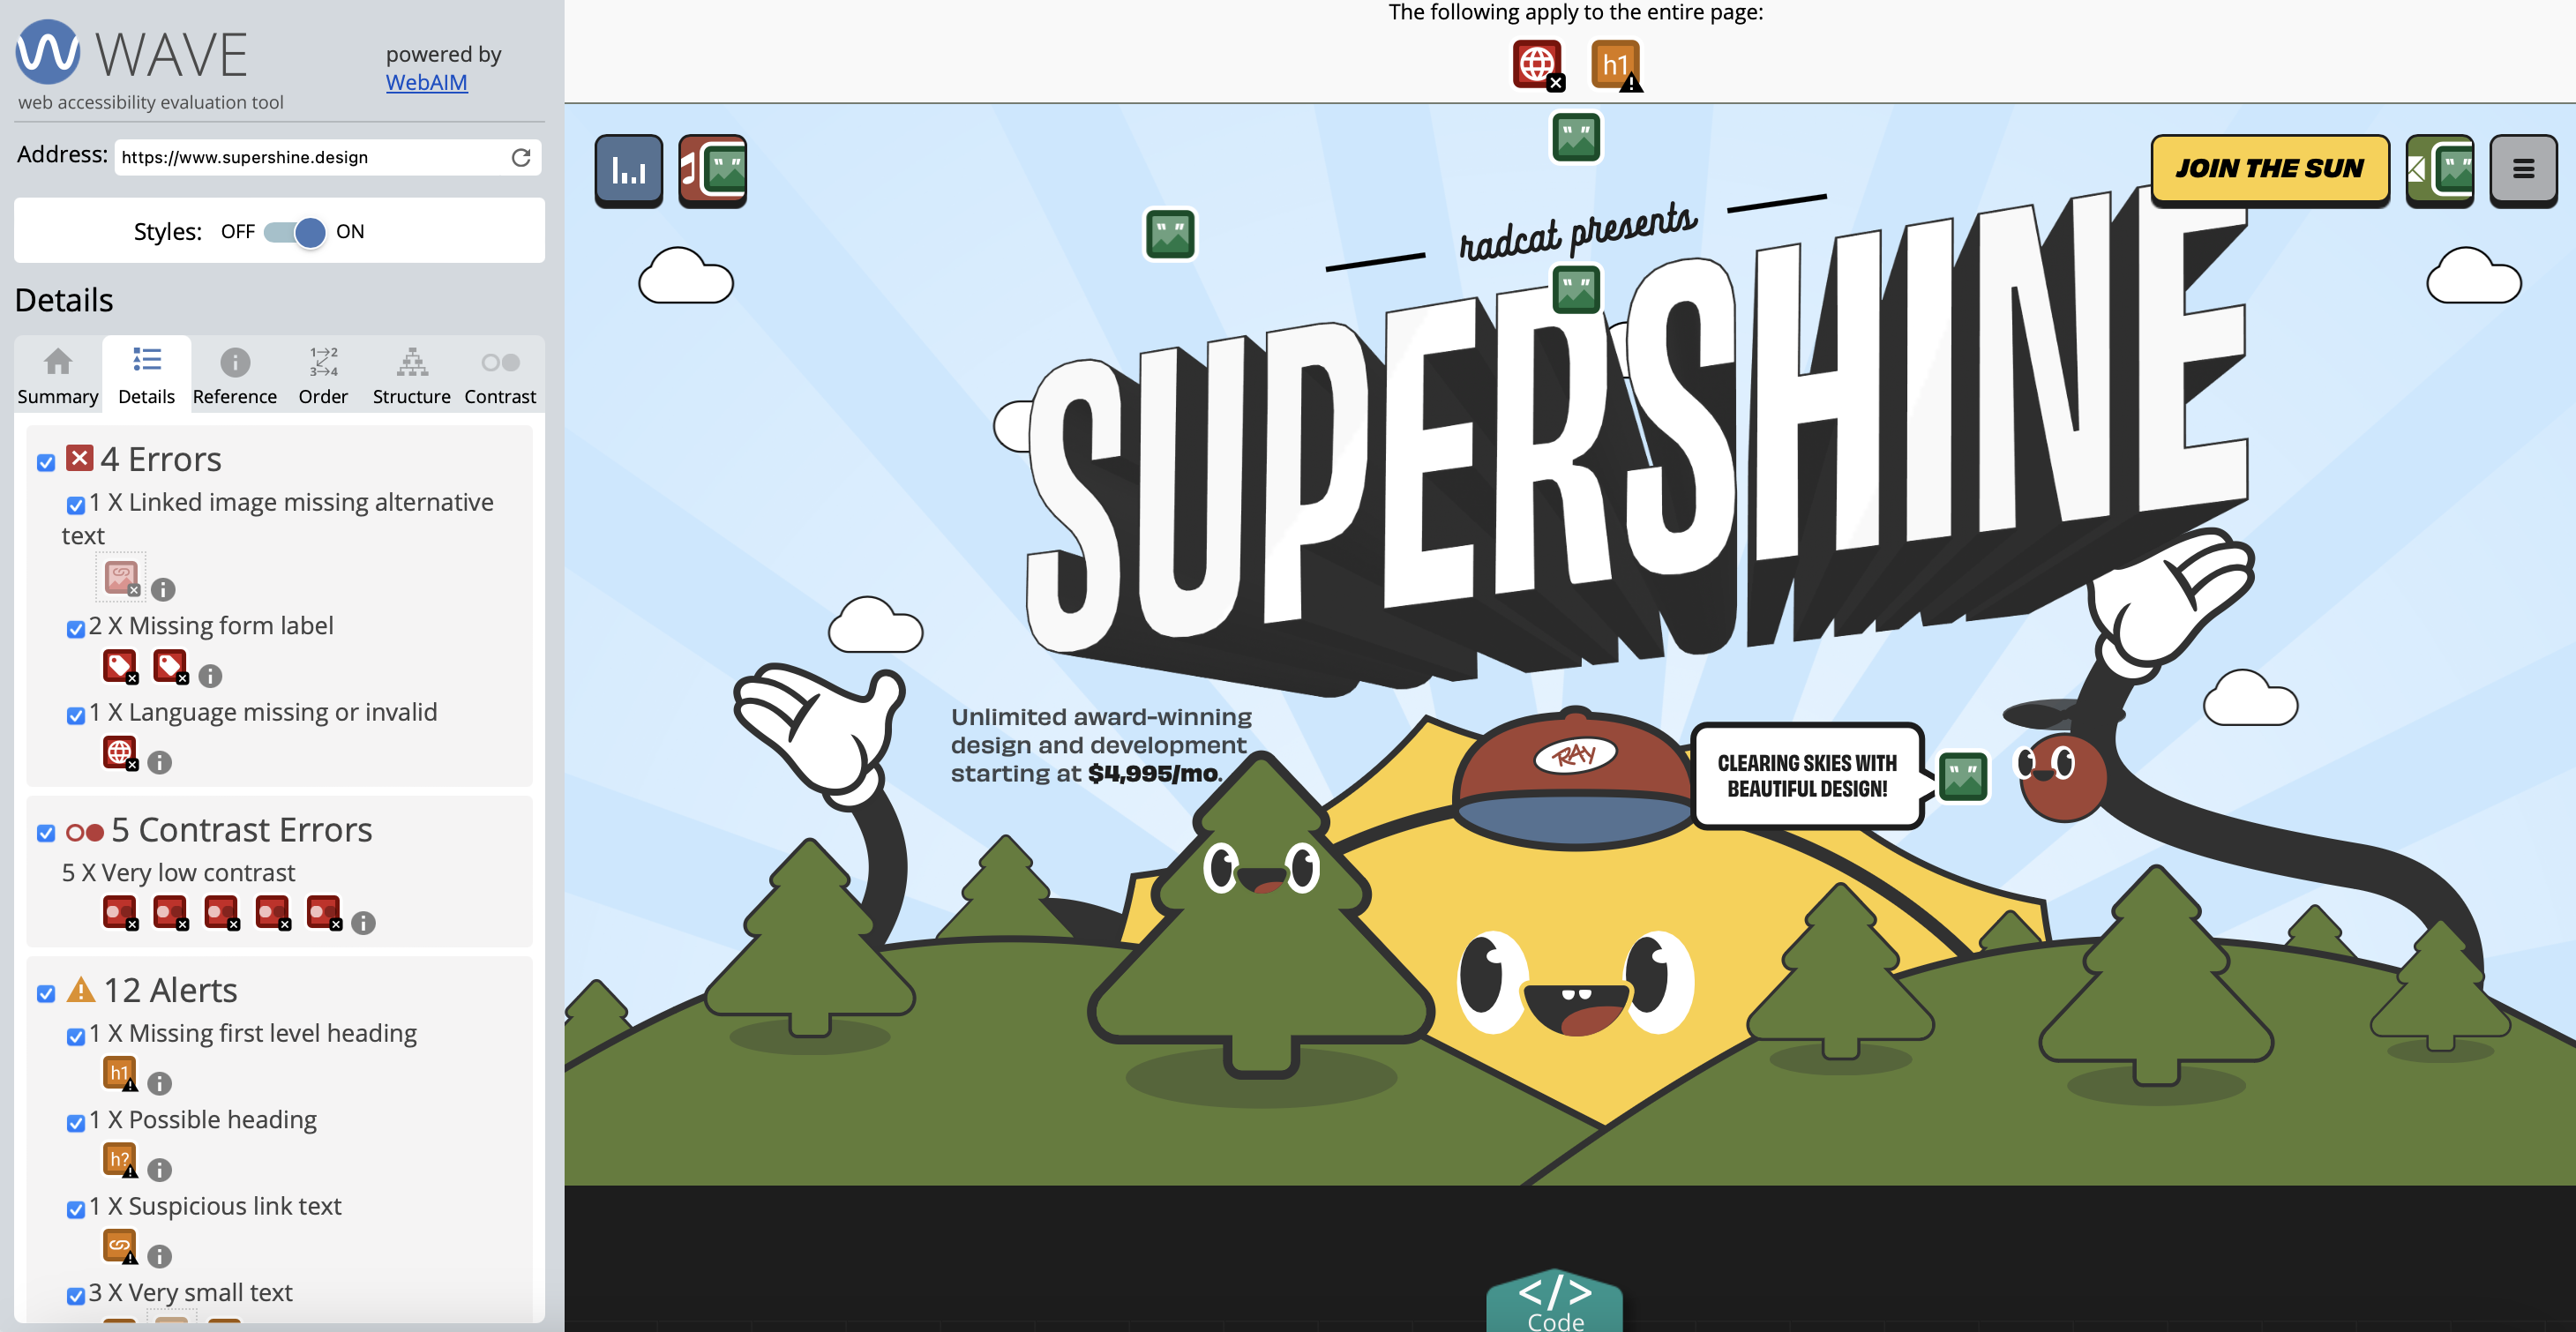 WAVE
web accessibility evaluation tool
powered by
WebAIM
Address: https://www.supershine.design
Styles: OFF ON
Details
1→2
3→4
Summary Details Reference Order Structure Contrast
4 Errors
1 X Linked image missing alternative
text
2 X Missing form label
1 X Language missing or invalid
5 Contrast Errors
5 X Very low contrast
12 Alerts
1 X Missing first level heading
h1
1 X Possible heading
h?
1 X Suspicious link text
3 X Very small text
The following apply to the entire page:
h1
JOIN THE SUN
radcat presents
SUPERSHINE
Unlimited award-winning
design and development
starting at $4,995/mo.
RAY
CLEARING SKIES WITH
BEAUTIFUL DESIGN!
</>
Code